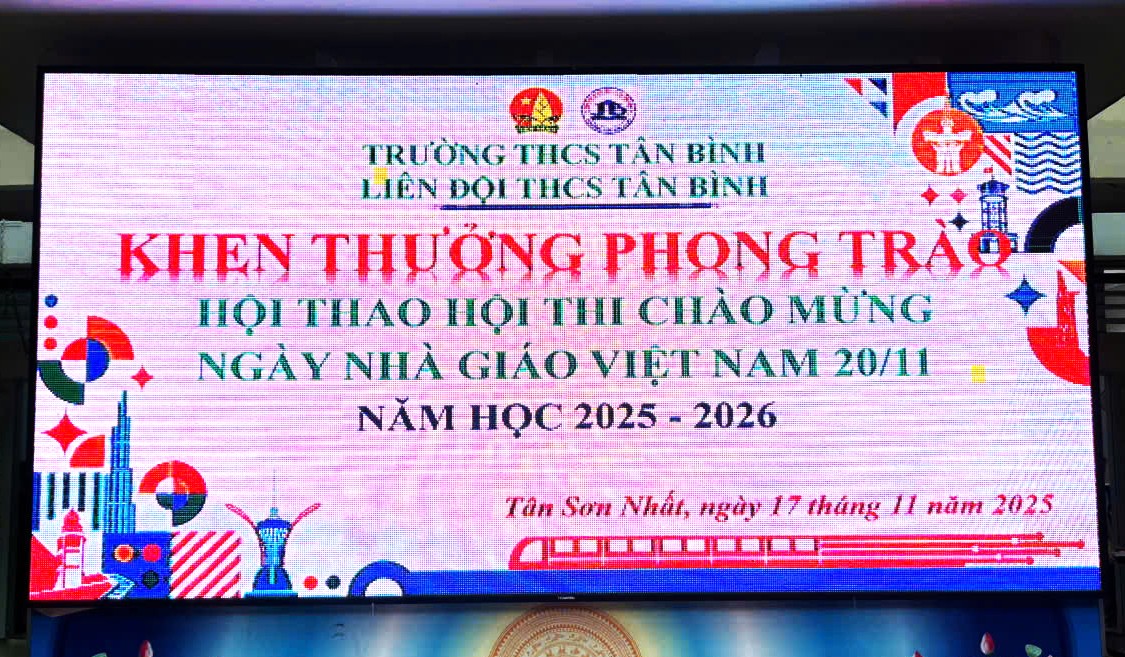 TRƯỜNG THCS TÂN BÌNH
LIÊN ĐỘI THCS TÂN BÌNH
KHEN THƯỞNG PHONG TRÀO
HỘI THAO HỘI THI CHÀO MỪNG
NGÀY NHÀ GIÁO VIỆT NAM 20/11
NĂM HỌC 2025 - 2026
Tân Sơn Nhất, ngày 17 tháng 11 năm 2025